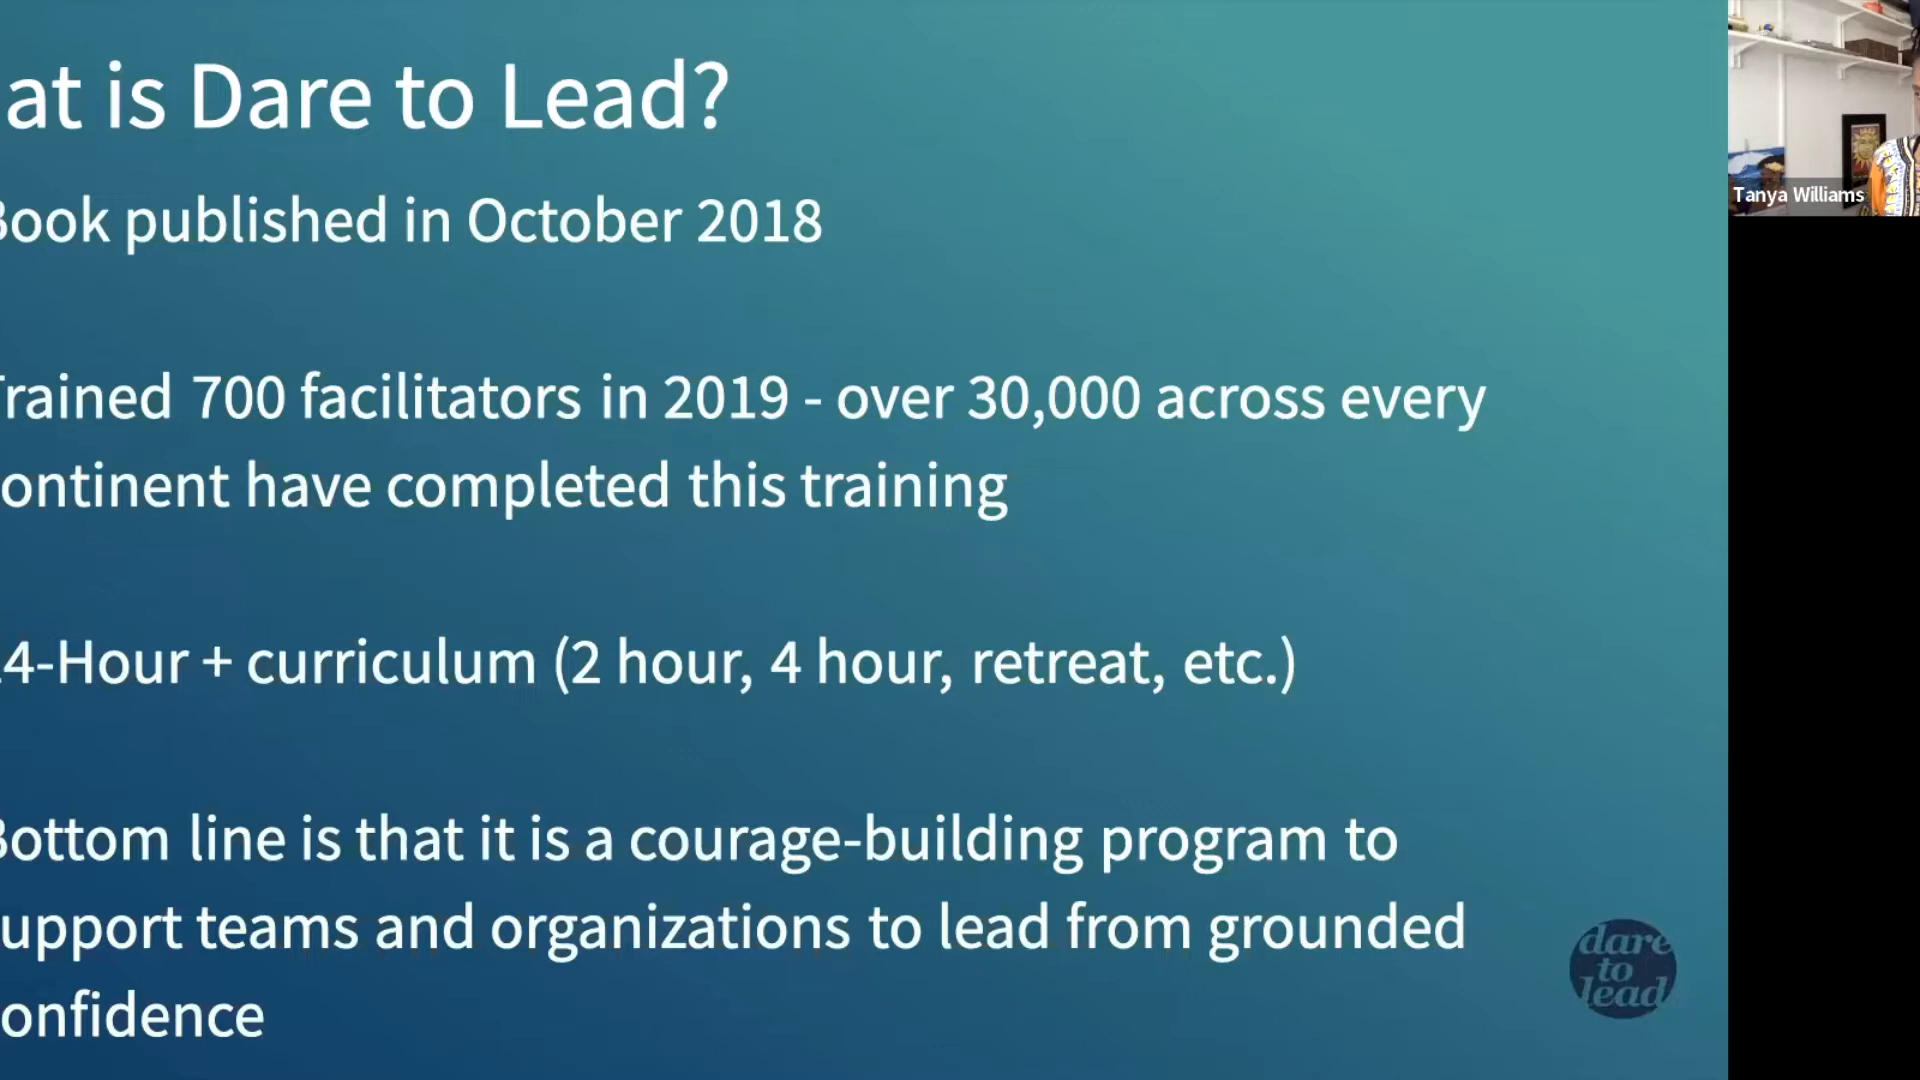 at is Dare to Lead?
Book published in October 2018
Trained 700 facilitators in 2019 - over 30,000 across every
ontinent have completed this training
4-Hour + curriculum (2 hour, 4 hour, retreat, etc.)
Bottom line is that it is a courage-building program to
upport teams and organizations to lead from grounded
onfidence
dare
to
lead
Tanya Williams